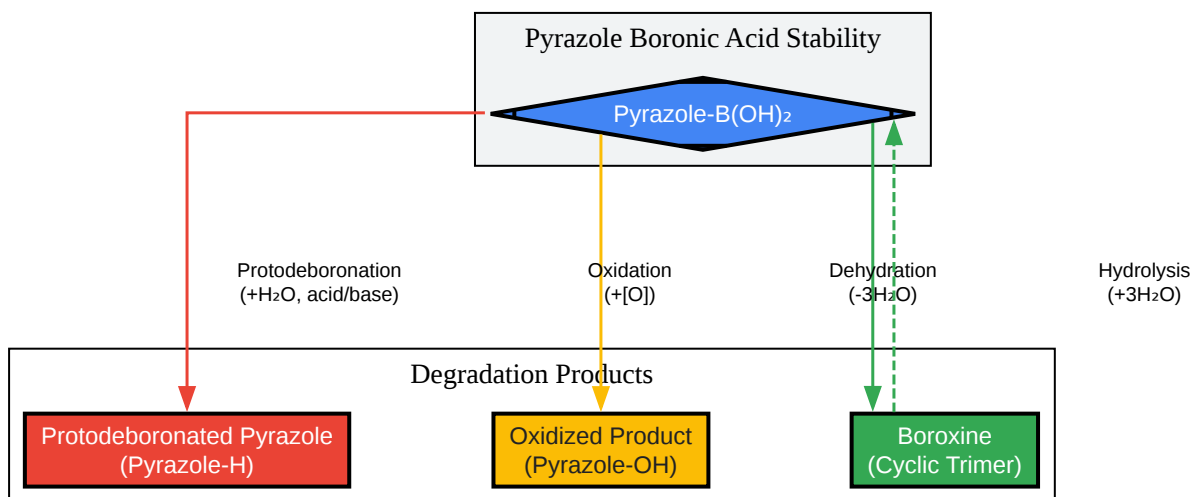 Pyrazole Boronic Acid Stability
Pyrazole-B(OH)₂
Protodeboronation
(+H₂O, acid/base)
Oxidation
(+[O])
Dehydration
(-3H₂O)
Hydrolysis
(+3H₂O)
Degradation Products
Protodeboronated Pyrazole
(Pyrazole-H)
Oxidized Product
(Pyrazole-OH)
Boroxine
(Cyclic Trimer)